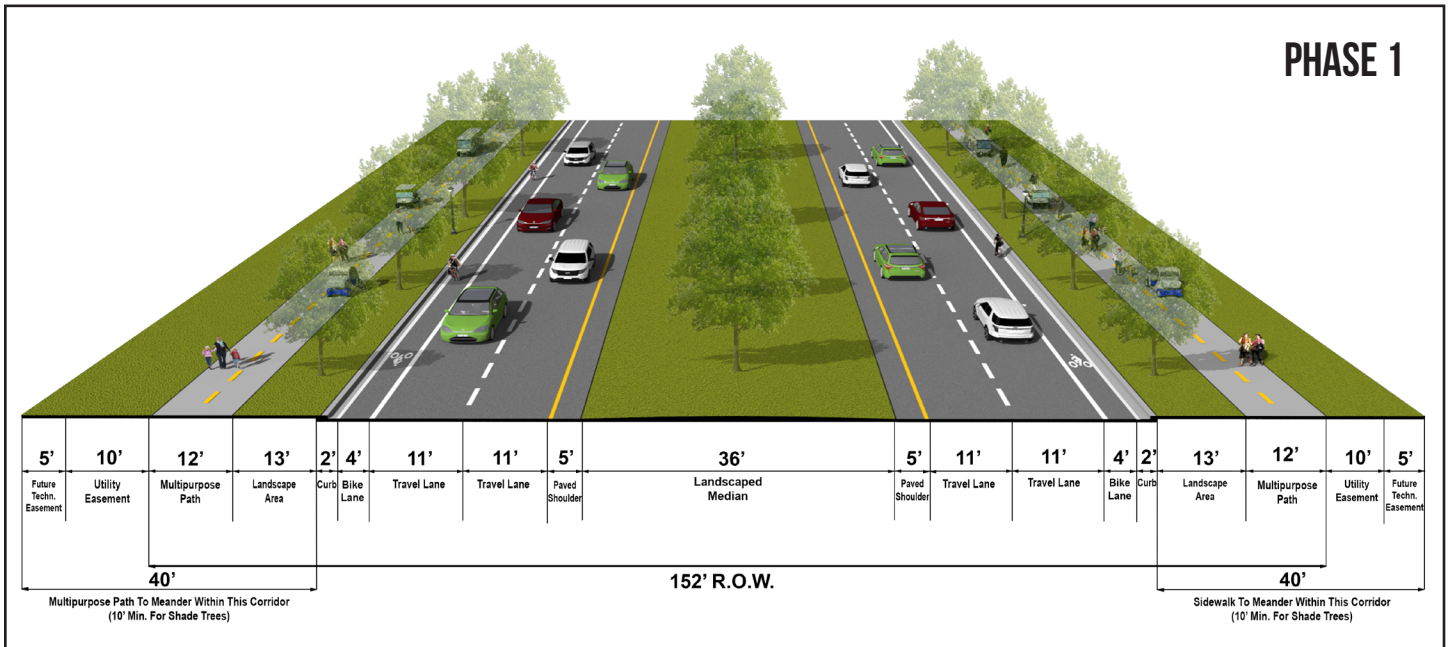 PHASE 1
5’ 10’ 12’ 13’ 2’ 4’ 11’ 11’ 5’ 36’ 5’ 11’ 11’ 4’ 2’ 13’ 12’ 10’ 5’
Future
Techn.
Easement
Utility
Easement
Multipurpose
Path
Landscape
Area
Curb
Bike
Lane
Travel Lane
Travel Lane
Paved
Shoulder
Landscaped
Median
Paved
Shoulder
Travel Lane
Travel Lane
Bike
Lane
Curb
Landscape
Area
Multipurpose
Path
Utility
Easement
Future
Techn.
Easement
40’
152’ R.O.W.
40’
Multipurpose Path To Meander Within This Corridor
(10’ Min. For Shade Trees)
Sidewalk To Meander Within This Corridor
(10’ Min. For Shade Trees)